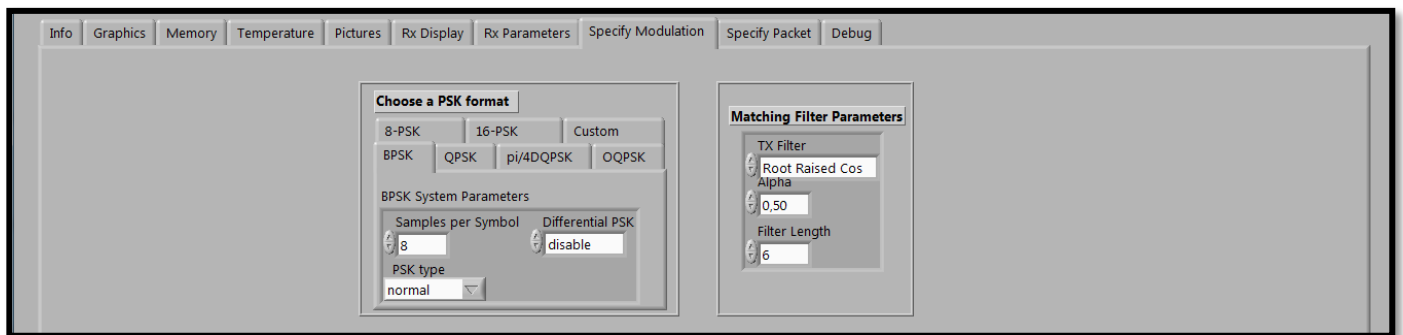 Info Graphics Memory Temperature Pictures Rx Display Rx Parameters Specify Modulation Specify Packet Debug
Choose a PSK format
8-PSK 16-PSK Custom
BPSK QPSK pi/4DQPSK OQPSK
BPSK System Parameters
Samples per Symbol Differential PSK
8 disable
PSK type
normal
Matching Filter Parameters
TX Filter
Root Raised Cos
Alpha
0,50
Filter Length
6